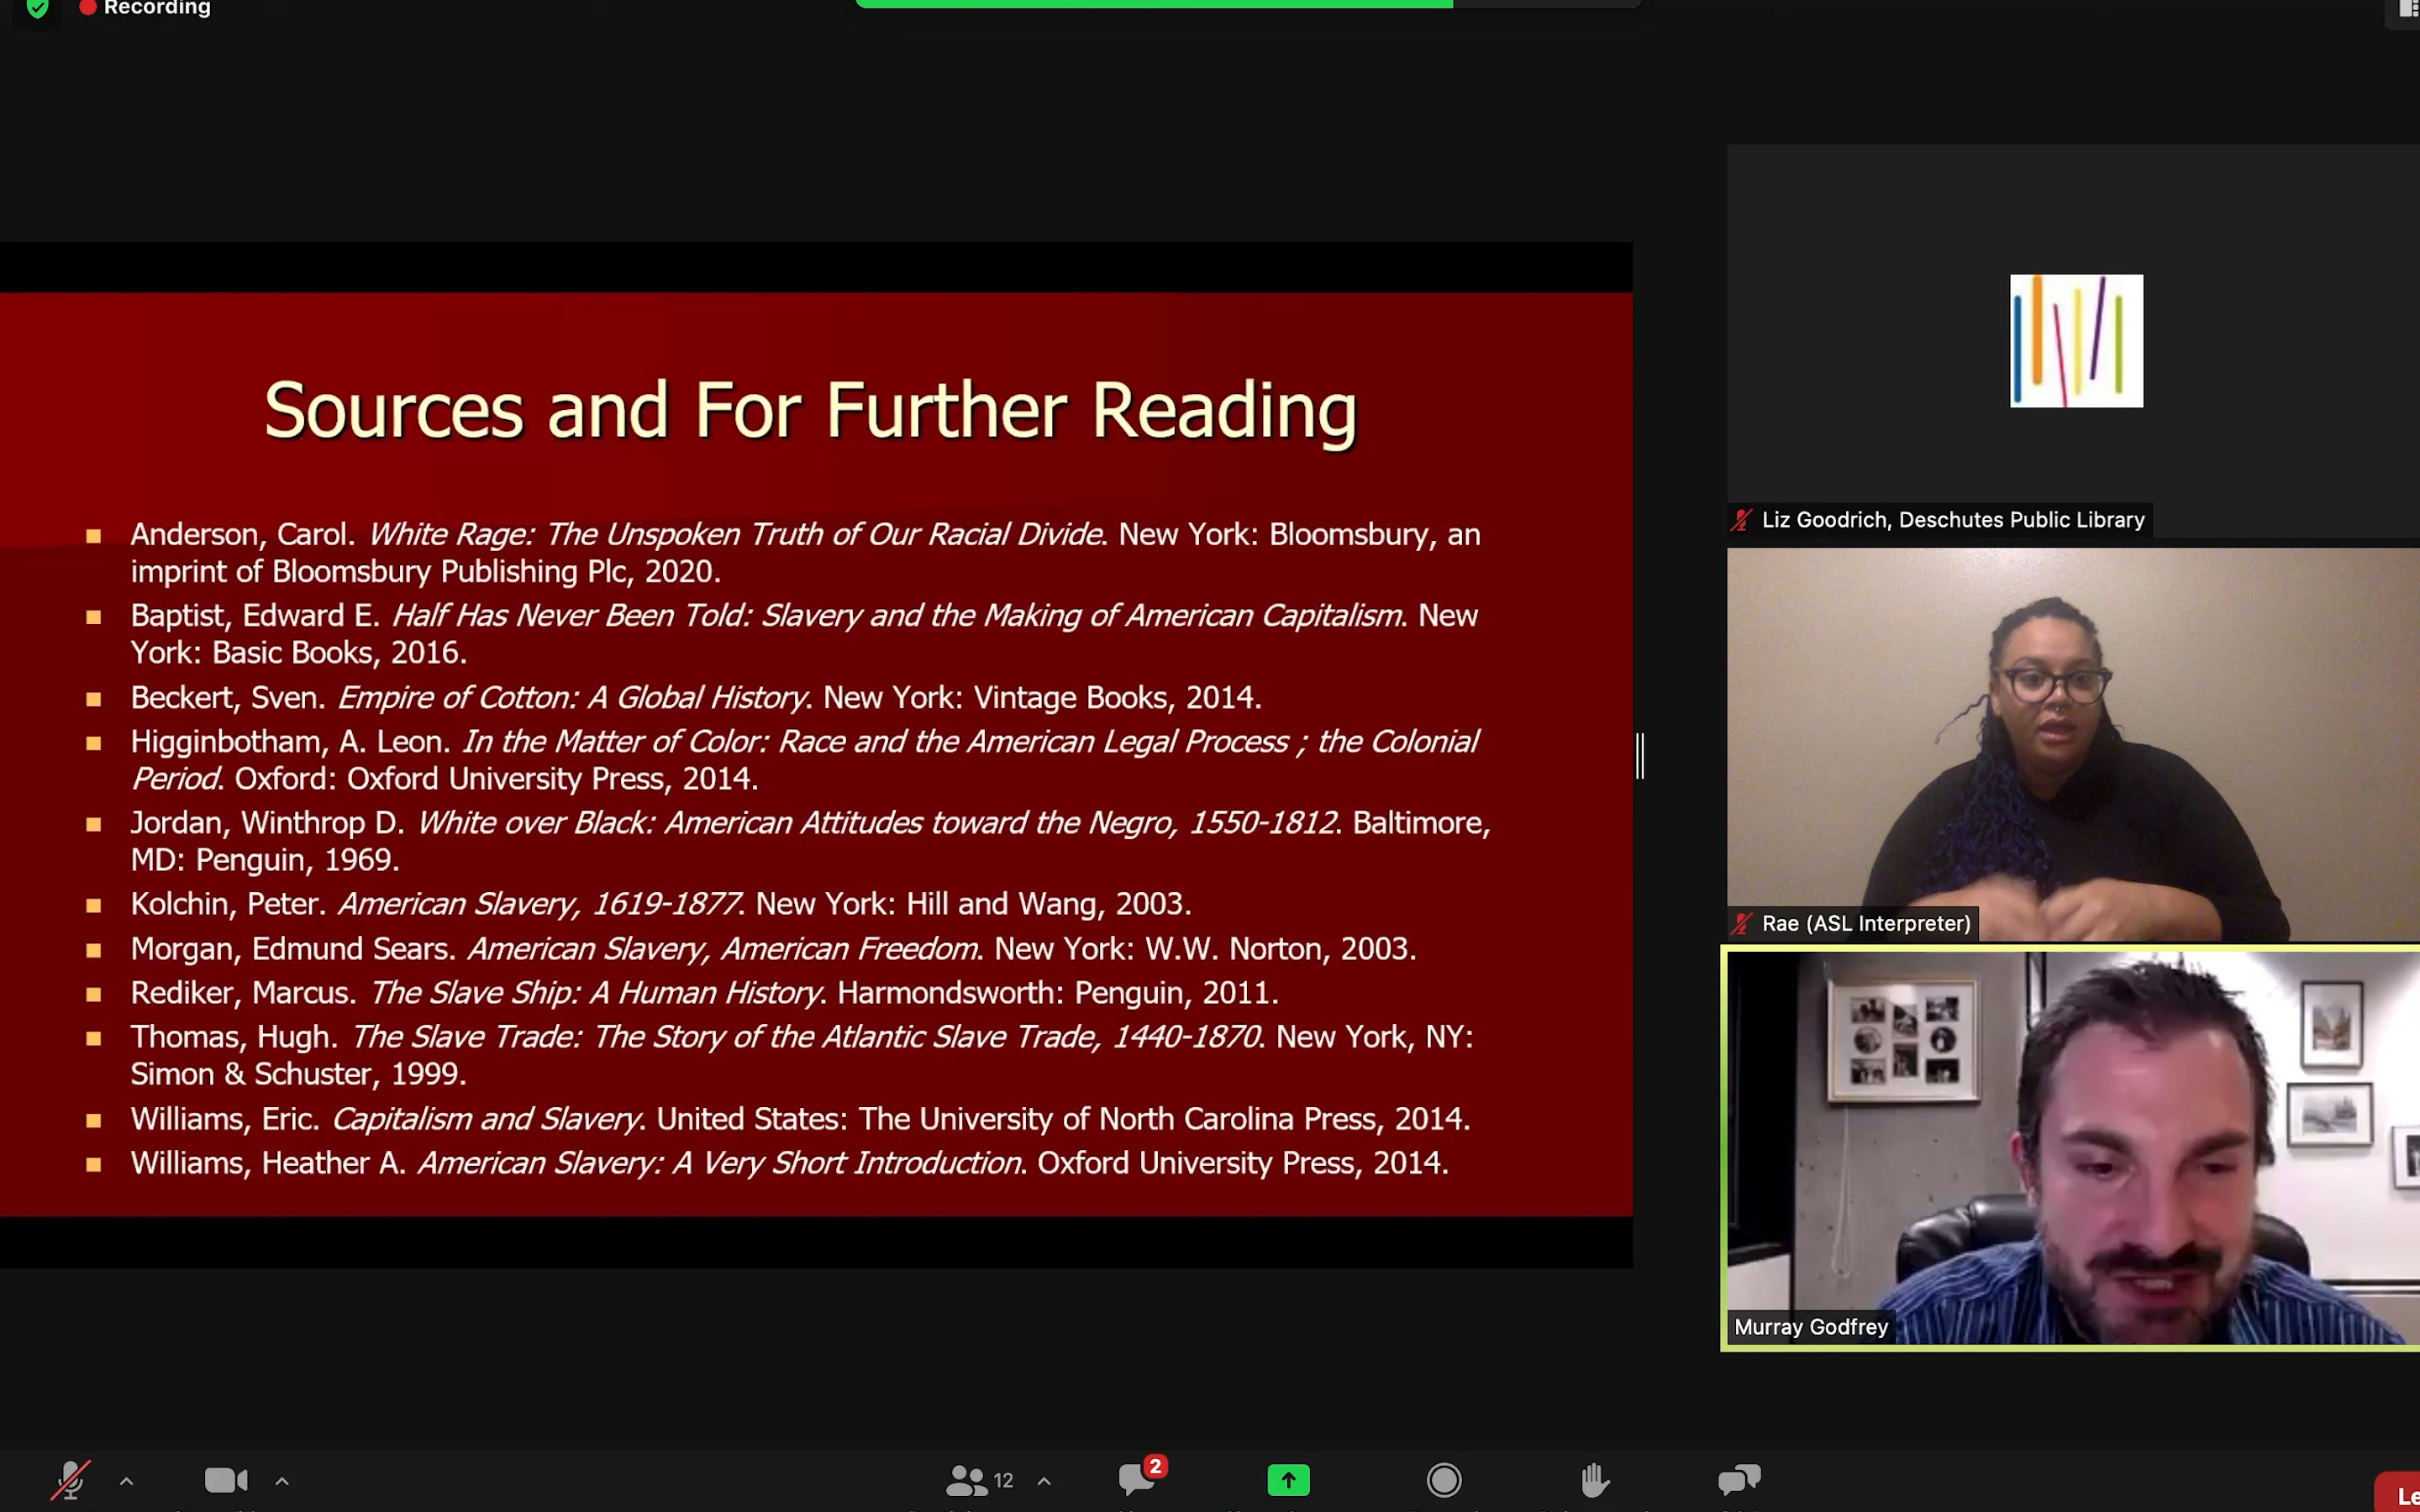 Recording
Sources and For Further Reading
Anderson, Carol. White Rage: The Unspoken Truth of Our Racial Divide. New York: Bloomsbury, an
imprint of Bloomsbury Publishing Plc, 2020.
Baptist, Edward E. Half Has Never Been Told: Slavery and the Making of American Capitalism. New
York: Basic Books, 2016.
Beckert, Sven. Empire of Cotton: A Global History. New York: Vintage Books, 2014.
Higginbotham, A. Leon. In the Matter of Color: Race and the American Legal Process ; the Colonial
Period. Oxford: Oxford University Press, 2014.
Jordan, Winthrop D. White over Black: American Attitudes toward the Negro, 1550-1812. Baltimore,
MD: Penguin, 1969.
Kolchin, Peter. American Slavery, 1619-1877. New York: Hill and Wang, 2003.
Morgan, Edmund Sears. American Slavery, American Freedom. New York: W.W. Norton, 2003.
Rediker, Marcus. The Slave Ship: A Human History. Harmondsworth: Penguin, 2011.
Thomas, Hugh. The Slave Trade: The Story of the Atlantic Slave Trade, 1440-1870. New York, NY:
Simon & Schuster, 1999.
Williams, Eric. Capitalism and Slavery. United States: The University of North Carolina Press, 2014.
Williams, Heather A. American Slavery: A Very Short Introduction. Oxford University Press, 2014.
Liz Goodrich, Deschutes Public Library
Rae (ASL Interpreter)
Murray Godfrey
12
2
Le